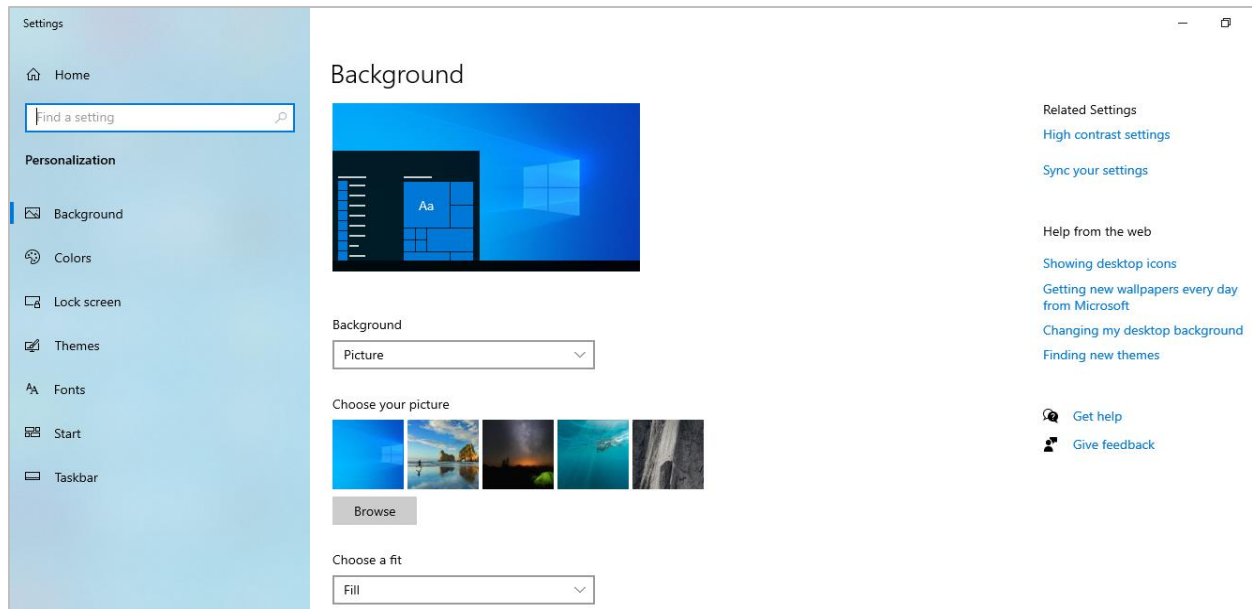 Settings
Home
Find a setting
Personalization
Background
Colors
Lock screen
Themes
Fonts
Start
Taskbar
Background
Aa
Background
Picture
Choose your picture
Browse
Choose a fit
Fill
Related Settings
High contrast settings
Sync your settings
Help from the web
Showing desktop icons
Getting new wallpapers every day
from Microsoft
Changing my desktop background
Finding new themes
Get help
Give feedback